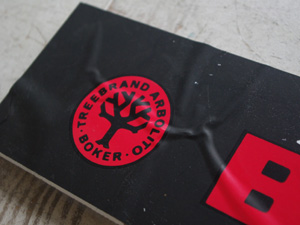 TREEBRAND ARBOLITO
· BOKER ·
B